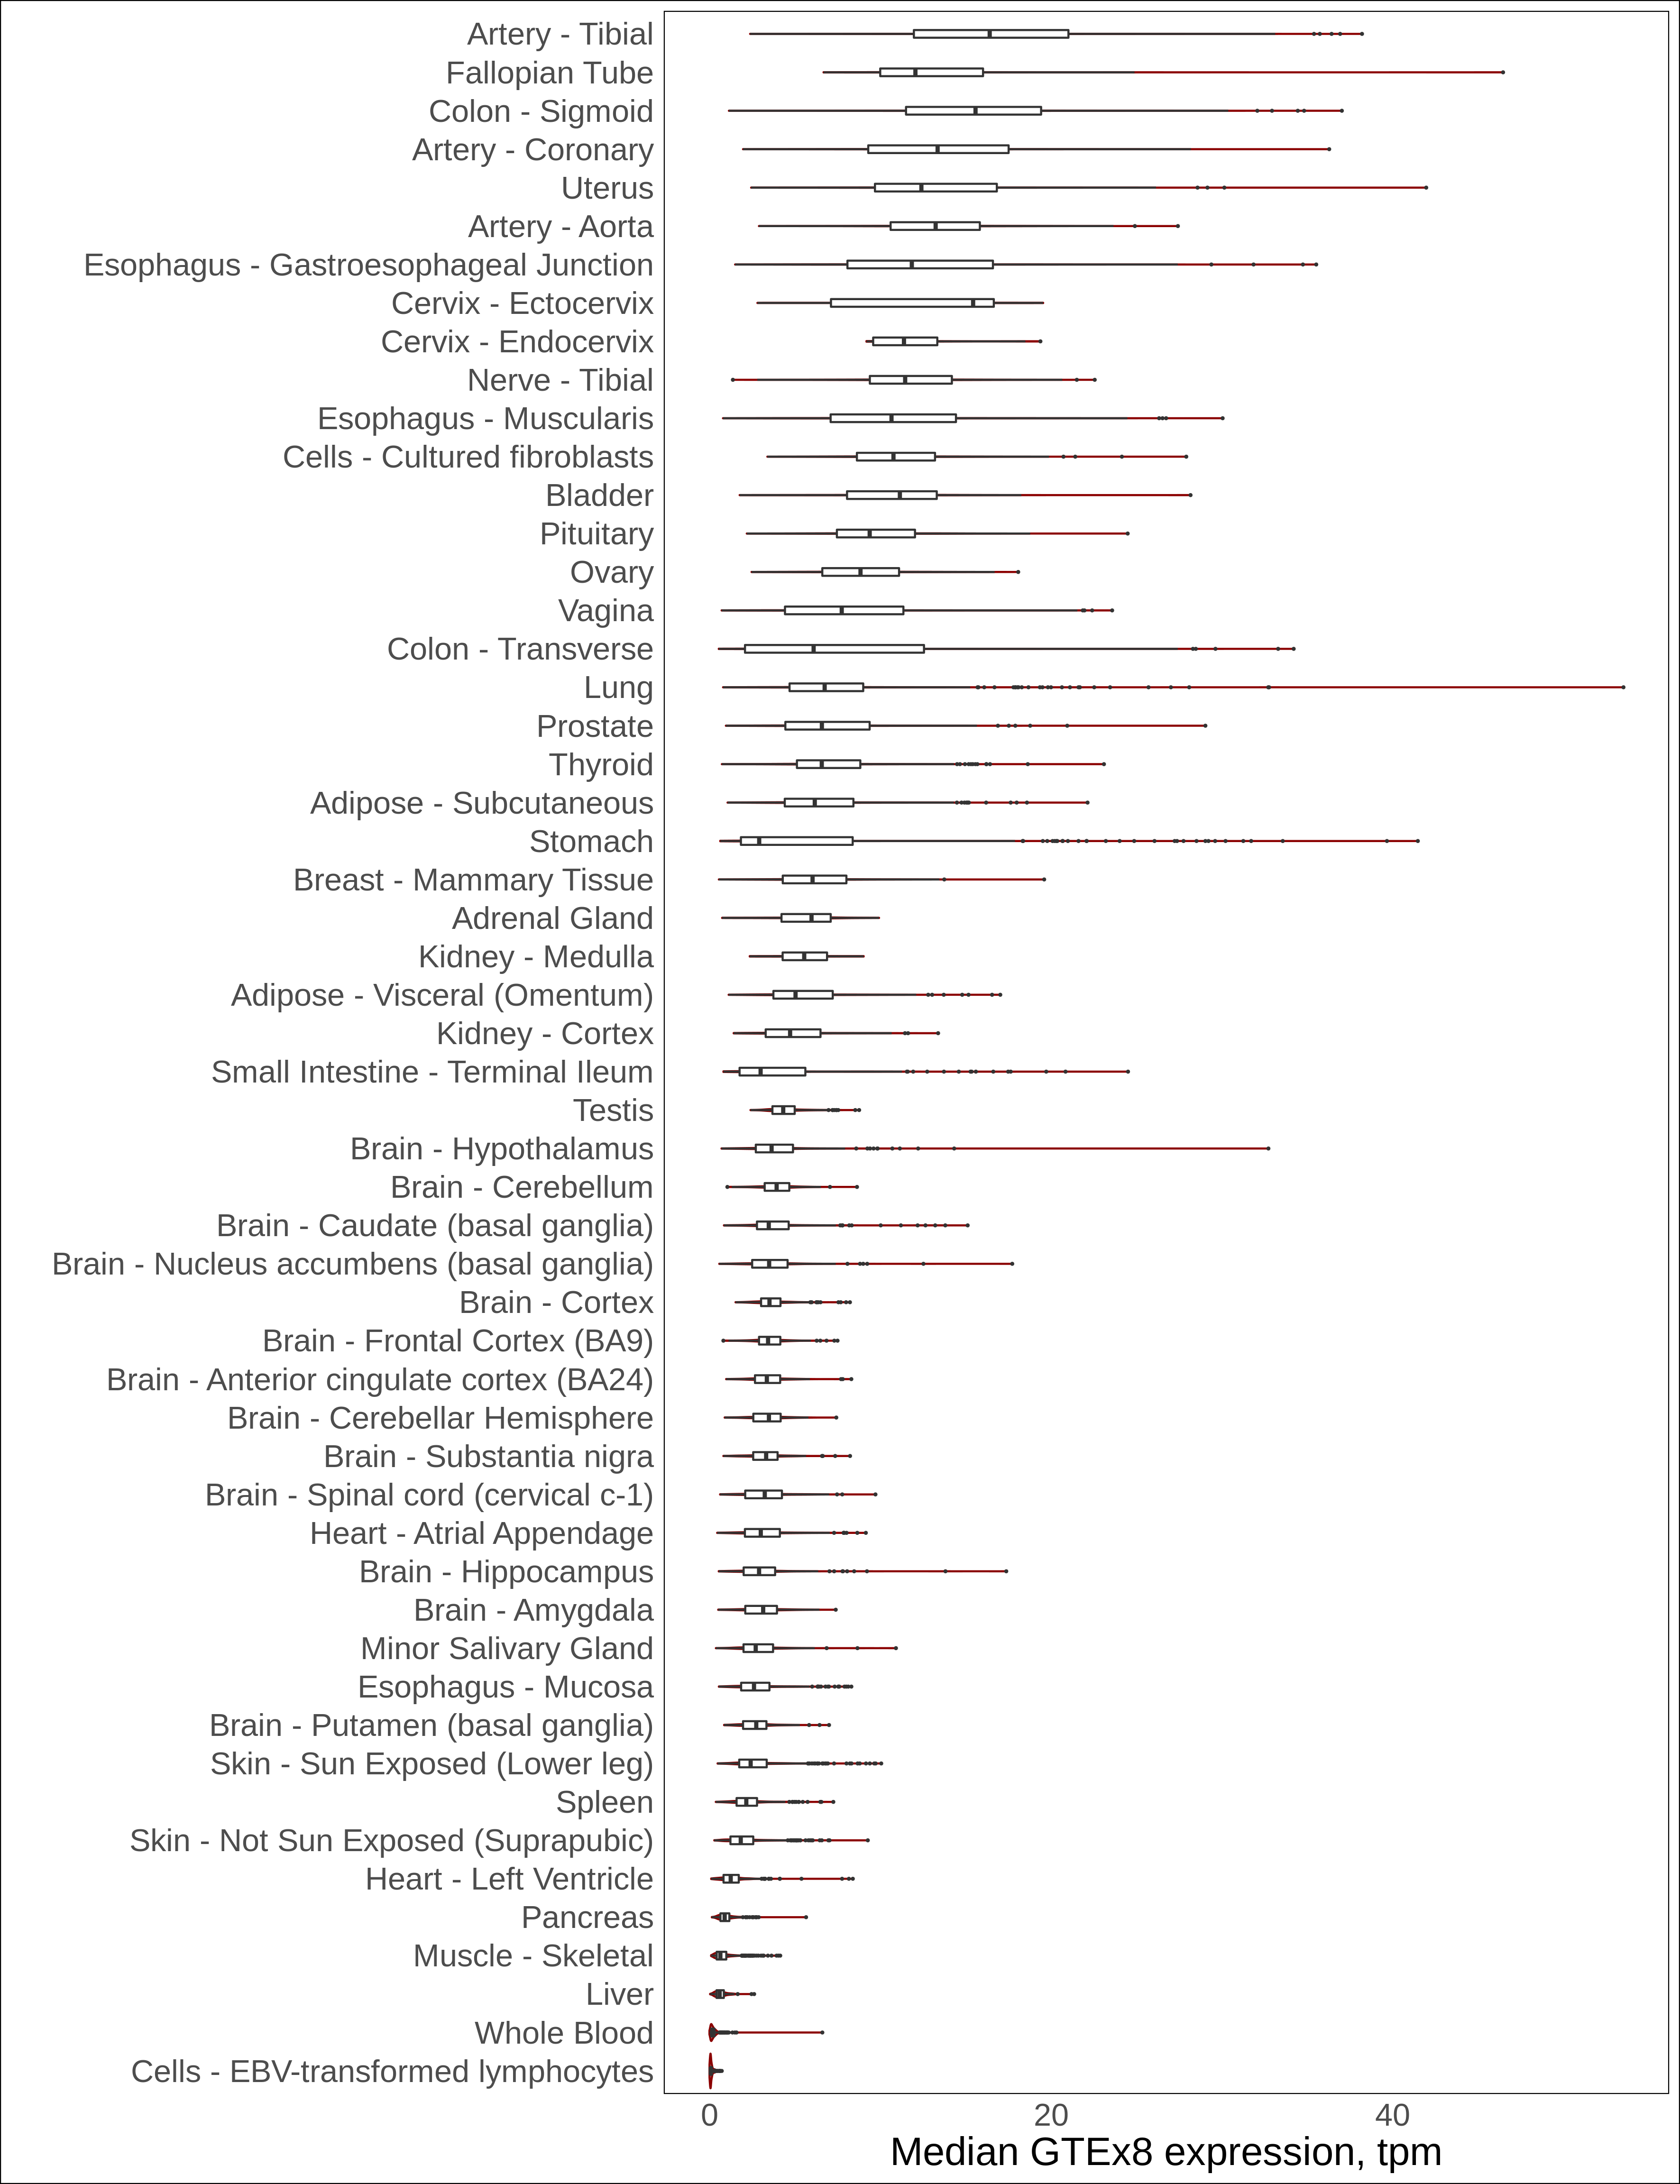 Artery - Tibial
Fallopian Tube
Colon - Sigmoid
Artery - Coronary
Uterus
Artery - Aorta
Esophagus - Gastroesophageal Junction
Cervix - Ectocervix
Cervix - Endocervix
Nerve - Tibial
Esophagus - Muscularis
Cells - Cultured fibroblasts
Bladder
Pituitary
Ovary
Vagina
Colon - Transverse
Lung
Prostate
Thyroid
Adipose - Subcutaneous
Stomach
Breast - Mammary Tissue
Adrenal Gland
Kidney - Medulla
Adipose - Visceral (Omentum)
Kidney - Cortex
Small Intestine - Terminal Ileum
Testis
Brain - Hypothalamus
Brain - Cerebellum
Brain - Caudate (basal ganglia)
Brain - Nucleus accumbens (basal ganglia)
Brain - Cortex
Brain - Frontal Cortex (BA9)
Brain - Anterior cingulate cortex (BA24)
Brain - Cerebellar Hemisphere
Brain - Substantia nigra
Brain - Spinal cord (cervical c-1)
Heart - Atrial Appendage
Brain - Hippocampus
Brain - Amygdala
Minor Salivary Gland
Esophagus - Mucosa
Brain - Putamen (basal ganglia)
Skin - Sun Exposed (Lower leg)
Spleen
Skin - Not Sun Exposed (Suprapubic)
Heart - Left Ventricle
Pancreas
Muscle - Skeletal
Liver
Whole Blood
Cells - EBV-transformed lymphocytes
0 20 40
Median GTEx8 expression, tpm